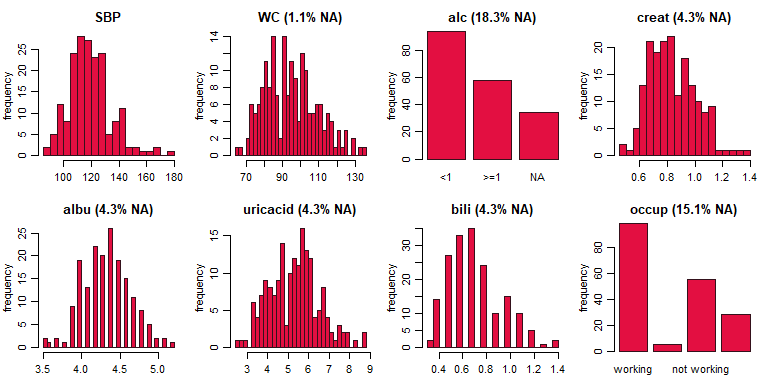 SBP
frequency
0 5 15 25
100 120 140 160 180
WC (1.1% NA)
frequency
0 2 4 6 8 10 14
70 90 110 130
alc (18.3% NA)
frequency
0 20 40 60 80
<1 >=1 NA
creat (4.3% NA)
frequency
0 5 10 15 20
0.6 0.8 1.0 1.2 1.4
albu (4.3% NA)
frequency
0 5 10 15 20 25
3.5 4.0 4.5 5.0
uricacid (4.3% NA)
frequency
0 5 10 15
3 4 5 6 7 8 9
bili (4.3% NA)
frequency
0 5 15 25 35
0.4 0.6 0.8 1.0 1.2 1.4
occup (15.1% NA)
frequency
0 20 40 60 80
working not working